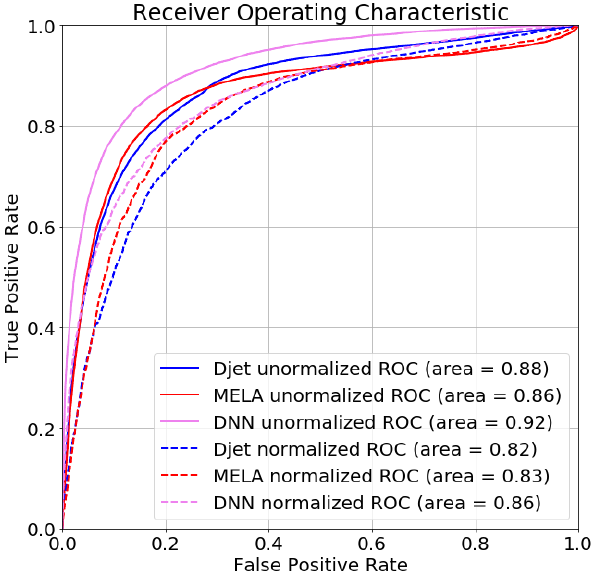 Receiver Operating Characteristic
True Positive Rate
1.0
0.8
0.6
0.4
0.2
0.0
Djet unormalized ROC (area = 0.88)
MELA unormalized ROC (area = 0.86)
DNN unormalized ROC (area = 0.92)
Djet normalized ROC (area = 0.82)
MELA normalized ROC (area = 0.83)
DNN normalized ROC (area = 0.86)
0.0 0.2 0.4 0.6 0.8 1.0
False Positive Rate